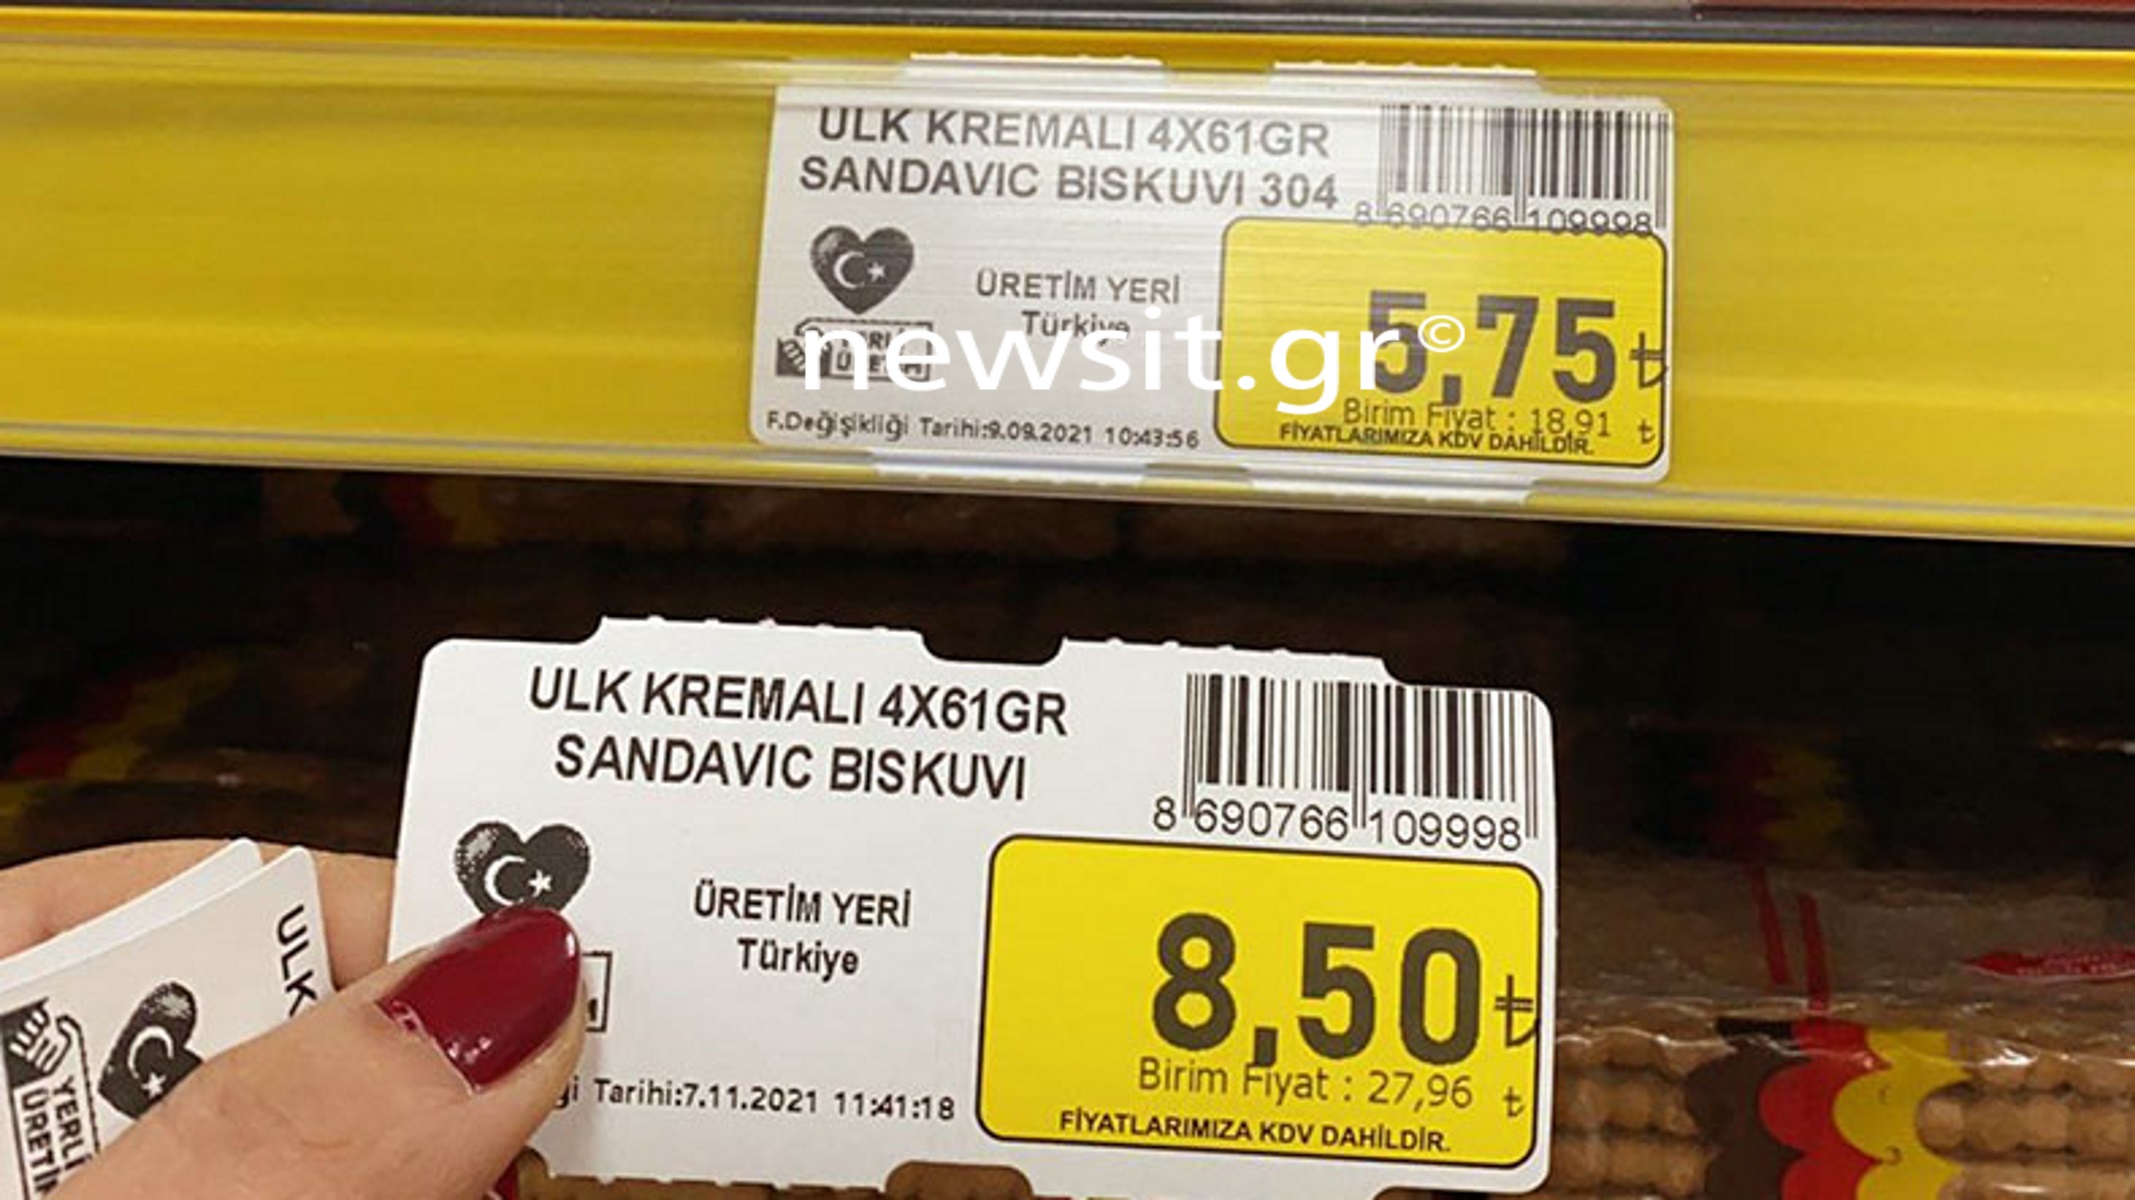 ULK KREMALI 4X61GR
SANDAVIC BISKUVI 304
8 690766 109998
ÜRETİM YERİ
Türkiye
YERLİ
ÜRETİM
5,75 ₺
Birim Fiyat : 18,91 ₺
FİYATLARIMIZA KDV DAHİLDİR.
F.Değişikliği Tarihi:9.09.2021 10:43:56
newsit.gr©
ULK KREMALI 4X61GR
SANDAVIC BISKUVI
8 690766 109998
ÜRETİM YERİ
Türkiye
8,50 ₺
Birim Fiyat : 27,96 ₺
FİYATLARIMIZA KDV DAHİLDİR.
Tarihi:7.11.2021 11:41:18
ULK
YERLİ